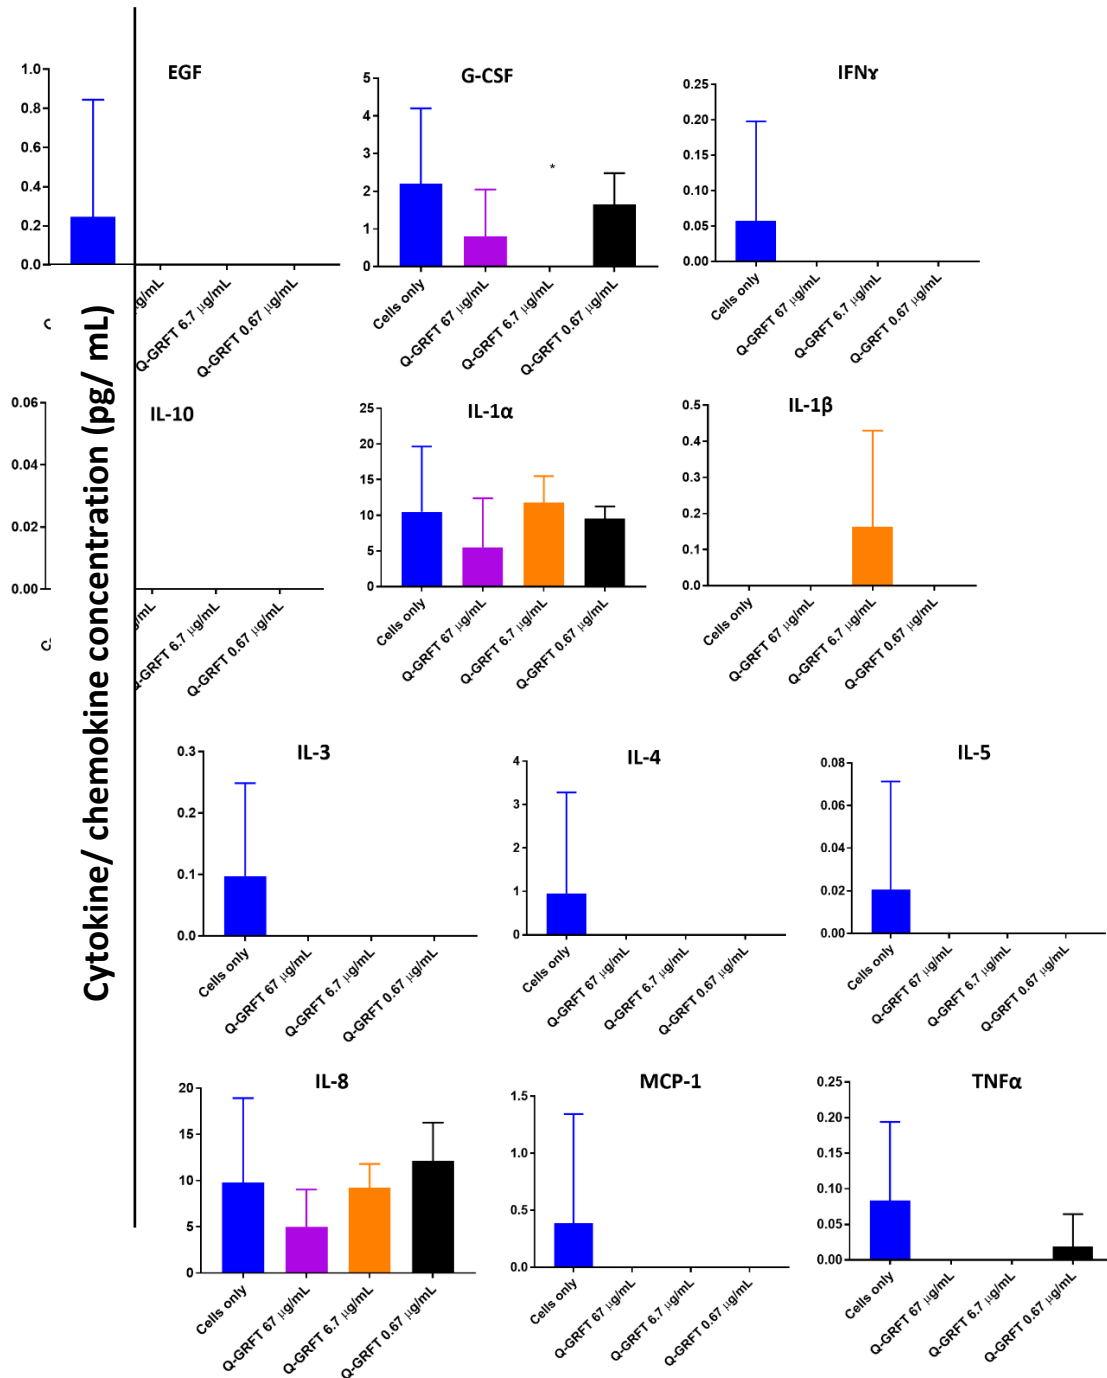 EGF
1.0
0.8
0.6
0.4
0.2
0.0
µg/mL
Q-GRFT 6.7 µg/mL
Q-GRFT 0.67 µg/mL
G-CSF
5
4
3
2
1
0
*
Cells only
Q-GRFT 67 µg/mL
Q-GRFT 6.7 µg/mL
Q-GRFT 0.67 µg/mL
IFNɤ
0.25
0.20
0.15
0.10
0.05
0.00
Cells only
Q-GRFT 67 µg/mL
Q-GRFT 6.7 µg/mL
Q-GRFT 0.67 µg/mL
Cytokine/ chemokine concentration (pg/ mL)
IL-10
0.06
0.04
0.02
0.00
µg/mL
Q-GRFT 6.7 µg/mL
Q-GRFT 0.67 µg/mL
IL-1α
25
20
15
10
5
0
Cells only
Q-GRFT 67 µg/mL
Q-GRFT 6.7 µg/mL
Q-GRFT 0.67 µg/mL
IL-1β
0.5
0.4
0.3
0.2
0.1
0.0
Cells only
Q-GRFT 67 µg/mL
Q-GRFT 6.7 µg/mL
Q-GRFT 0.67 µg/mL
IL-3
0.3
0.2
0.1
0.0
Cells only
Q-GRFT 67 µg/mL
Q-GRFT 6.7 µg/mL
Q-GRFT 0.67 µg/mL
IL-4
4
3
2
1
0
Cells only
Q-GRFT 67 µg/mL
Q-GRFT 6.7 µg/mL
Q-GRFT 0.67 µg/mL
IL-5
0.08
0.06
0.04
0.02
0.00
Cells only
Q-GRFT 67 µg/mL
Q-GRFT 6.7 µg/mL
Q-GRFT 0.67 µg/mL
IL-8
20
15
10
5
0
Cells only
Q-GRFT 67 µg/mL
Q-GRFT 6.7 µg/mL
Q-GRFT 0.67 µg/mL
MCP-1
1.5
1.0
0.5
0.0
Cells only
Q-GRFT 67 µg/mL
Q-GRFT 6.7 µg/mL
Q-GRFT 0.67 µg/mL
TNFα
0.25
0.20
0.15
0.10
0.05
0.00
Cells only
Q-GRFT 67 µg/mL
Q-GRFT 6.7 µg/mL
Q-GRFT 0.67 µg/mL